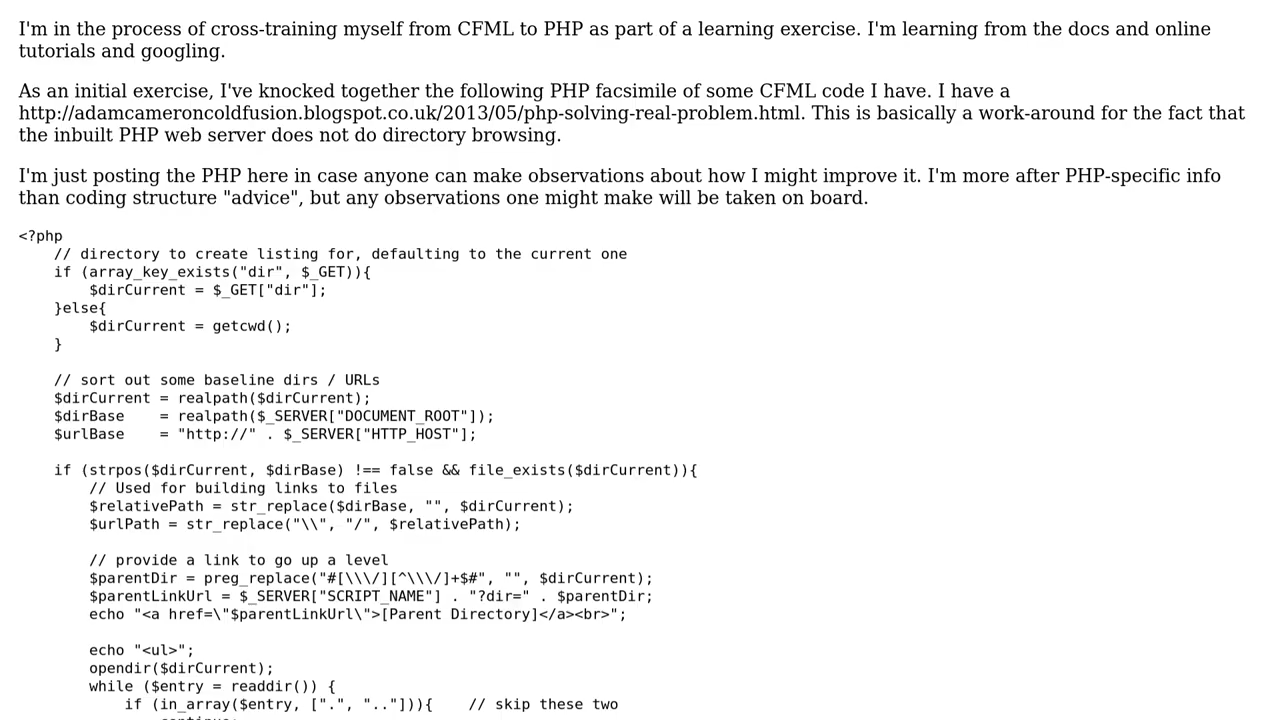 I'm in the process of cross-training myself from CFML to PHP as part of a learning exercise. I'm learning from the docs and online
tutorials and googling.
As an initial exercise, I've knocked together the following PHP facsimile of some CFML code I have. I have a
http://adamcameroncoldfusion.blogspot.co.uk/2013/05/php-solving-real-problem.html. This is basically a work-around for the fact that
the inbuilt PHP web server does not do directory browsing.
I'm just posting the PHP here in case anyone can make observations about how I might improve it. I'm more after PHP-specific info
than coding structure "advice", but any observations one might make will be taken on board.
<?php
    // directory to create listing for, defaulting to the current one
    if (array_key_exists("dir", $_GET)){
        $dirCurrent = $_GET["dir"];
    }else{
        $dirCurrent = getcwd();
    }
    // sort out some baseline dirs / URLs
    $dirCurrent = realpath($dirCurrent);
    $dirBase    = realpath($_SERVER["DOCUMENT_ROOT"]);
    $urlBase    = "http://" . $_SERVER["HTTP_HOST"];
    if (strpos($dirCurrent, $dirBase) !== false && file_exists($dirCurrent)){
        // Used for building links to files
        $relativePath = str_replace($dirBase, "", $dirCurrent);
        $urlPath = str_replace("\\", "/", $relativePath);
        // provide a link to go up a level
        $parentDir = preg_replace("#[\\\/][^\\\/]+$#", "", $dirCurrent);
        $parentLinkUrl = $_SERVER["SCRIPT_NAME"] . "?dir=" . $parentDir;
        echo "<a href=\"$parentLinkUrl\">[Parent Directory]</a><br>";
        echo "<ul>";
        opendir($dirCurrent);
        while ($entry = readdir()) {
            if (in_array($entry, [".", ".."])){    // skip these two